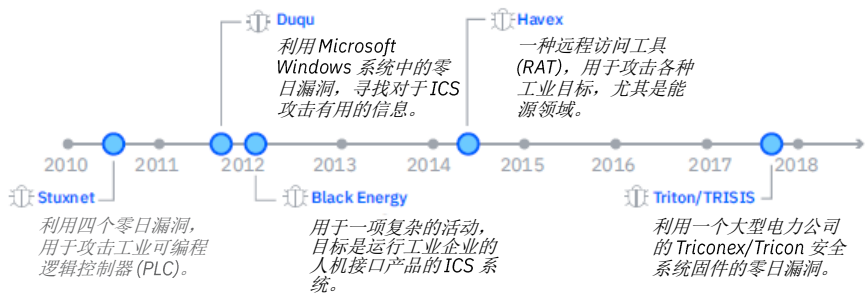 Duqu
利用 Microsoft
Windows 系统中的零
日漏洞，寻找对于 ICS
攻击有用的信息。
Havex
一种远程访问工具
(RAT)，用于攻击各种
工业目标，尤其是能
源领域。
2010 2011 2012 2013 2014 2015 2016 2017 2018
Stuxnet
利用四个零日漏洞，
用于攻击工业可编程
逻辑控制器 (PLC)。
Black Energy
用于一项复杂的活动，
目标是运行工业企业的
人机接口产品的 ICS 系
统。
Triton/TRISIS
利用一个大型电力公司
的 Triconex/Tricon 安全
系统固件的零日漏洞。